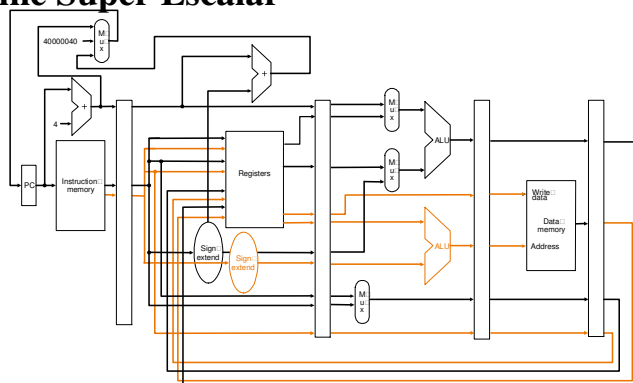 Super Escalar
M
u
x
40000040
+
+
4
M
u
x
ALU
M
u
x
PC
Instruction
memory
Registers
Write
data
Data
memory
Address
ALU
Sign
extend
Sign
extend
M
u
x